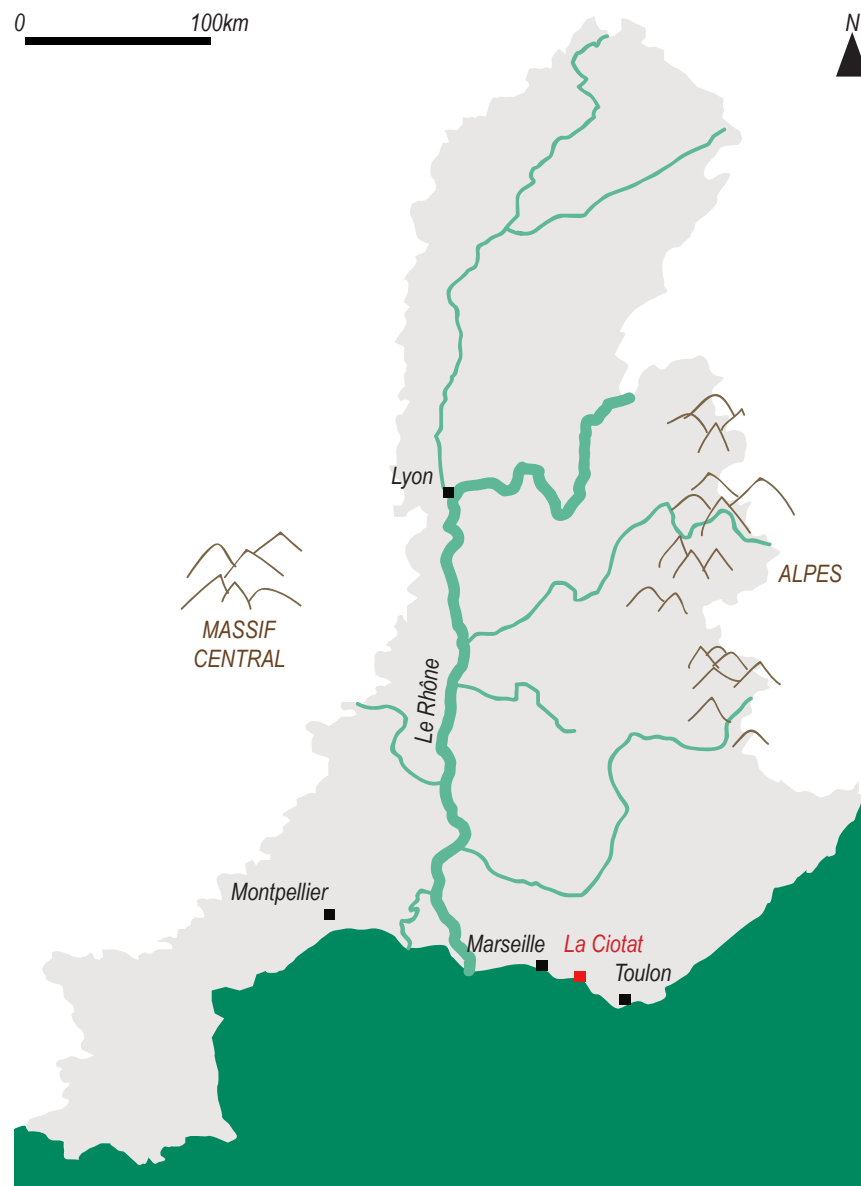 0 100km
N
Lyon
ALPES
MASSIF
CENTRAL
Le Rhône
Montpellier
Marseille
La Ciotat
Toulon